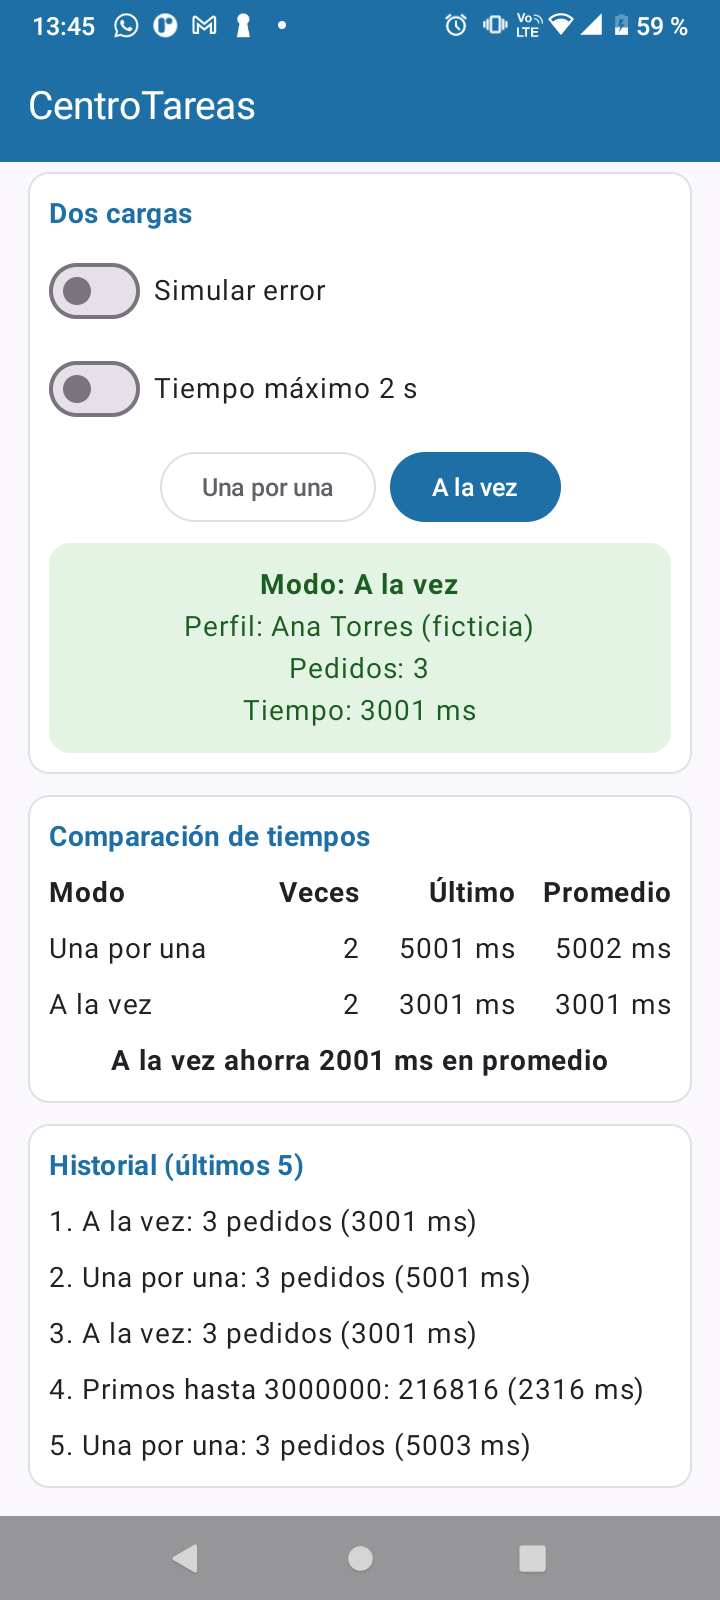 13:45 Vo LTE 59 %
CentroTareas
Dos cargas
Simular error
Tiempo máximo 2 s
Una por una A la vez
Modo: A la vez
Perfil: Ana Torres (ficticia)
Pedidos: 3
Tiempo: 3001 ms
Comparación de tiempos
Modo Veces Último Promedio
Una por una 2 5001 ms 5002 ms
A la vez 2 3001 ms 3001 ms
A la vez ahorra 2001 ms en promedio
Historial (últimos 5)
1. A la vez: 3 pedidos (3001 ms)
2. Una por una: 3 pedidos (5001 ms)
3. A la vez: 3 pedidos (3001 ms)
4. Primos hasta 3000000: 216816 (2316 ms)
5. Una por una: 3 pedidos (5003 ms)